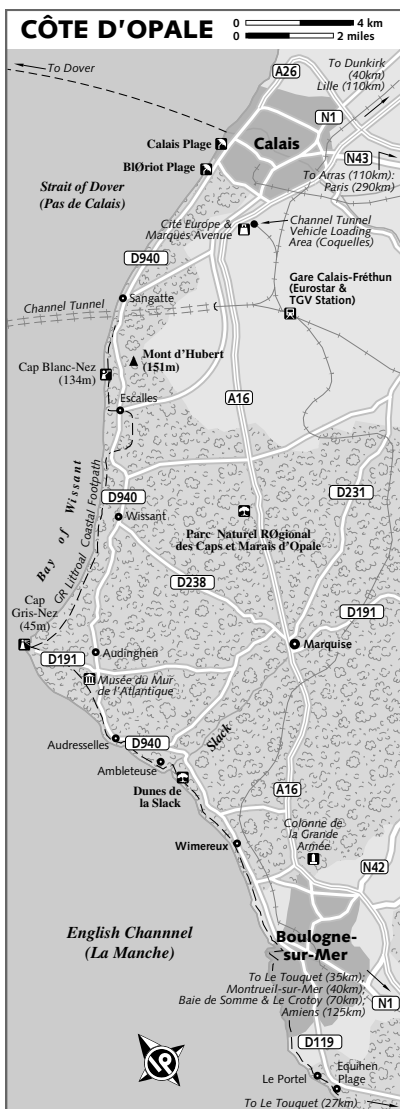 CÔTE D'OPALE
0 4 km
0 2 miles
To Dover
To Dunkirk
(40km)
Lille (110km)
A26
N1
Calais Plage
Calais
BlØriot Plage
N43
To Arras (110km);
Paris (290km)
Strait of Dover
(Pas de Calais)
Cité Europe &
Marques Avenue
Channel Tunnel
Vehicle Loading
Area (Coquelles)
D940
Gare Calais-Fréthun
(Eurostar &
TGV Station)
Channel Tunnel
Sangatte
Mont d'Hubert
(151m)
Cap Blanc-Nez
(134m)
A16
Escalles
D231
Bay of Wissant
GR Littroal Coastal Footpath
D940
Wissant
Parc Naturel RØgional
des Caps et Marais d'Opale
D238
D191
Cap
Gris-Nez
(45m)
Marquise
Audinghen
D191
Musée du Mur
de l'Atlantique
Slack
Audresselles
D940
Ambleteuse
Dunes de
la Slack
A16
Colonne de
la Grande
Armée
Wimereux
N42
English Channnel
(La Manche)
Boulogne-
sur-Mer
To Le Touquet (35km);
Montrueil-sur-Mer (40km);
Baie de Somme & Le Crotoy (70km);
Amiens (125km)
N1
D119
Le Portel
Equihen
Plage
To Le Touquet (27km)